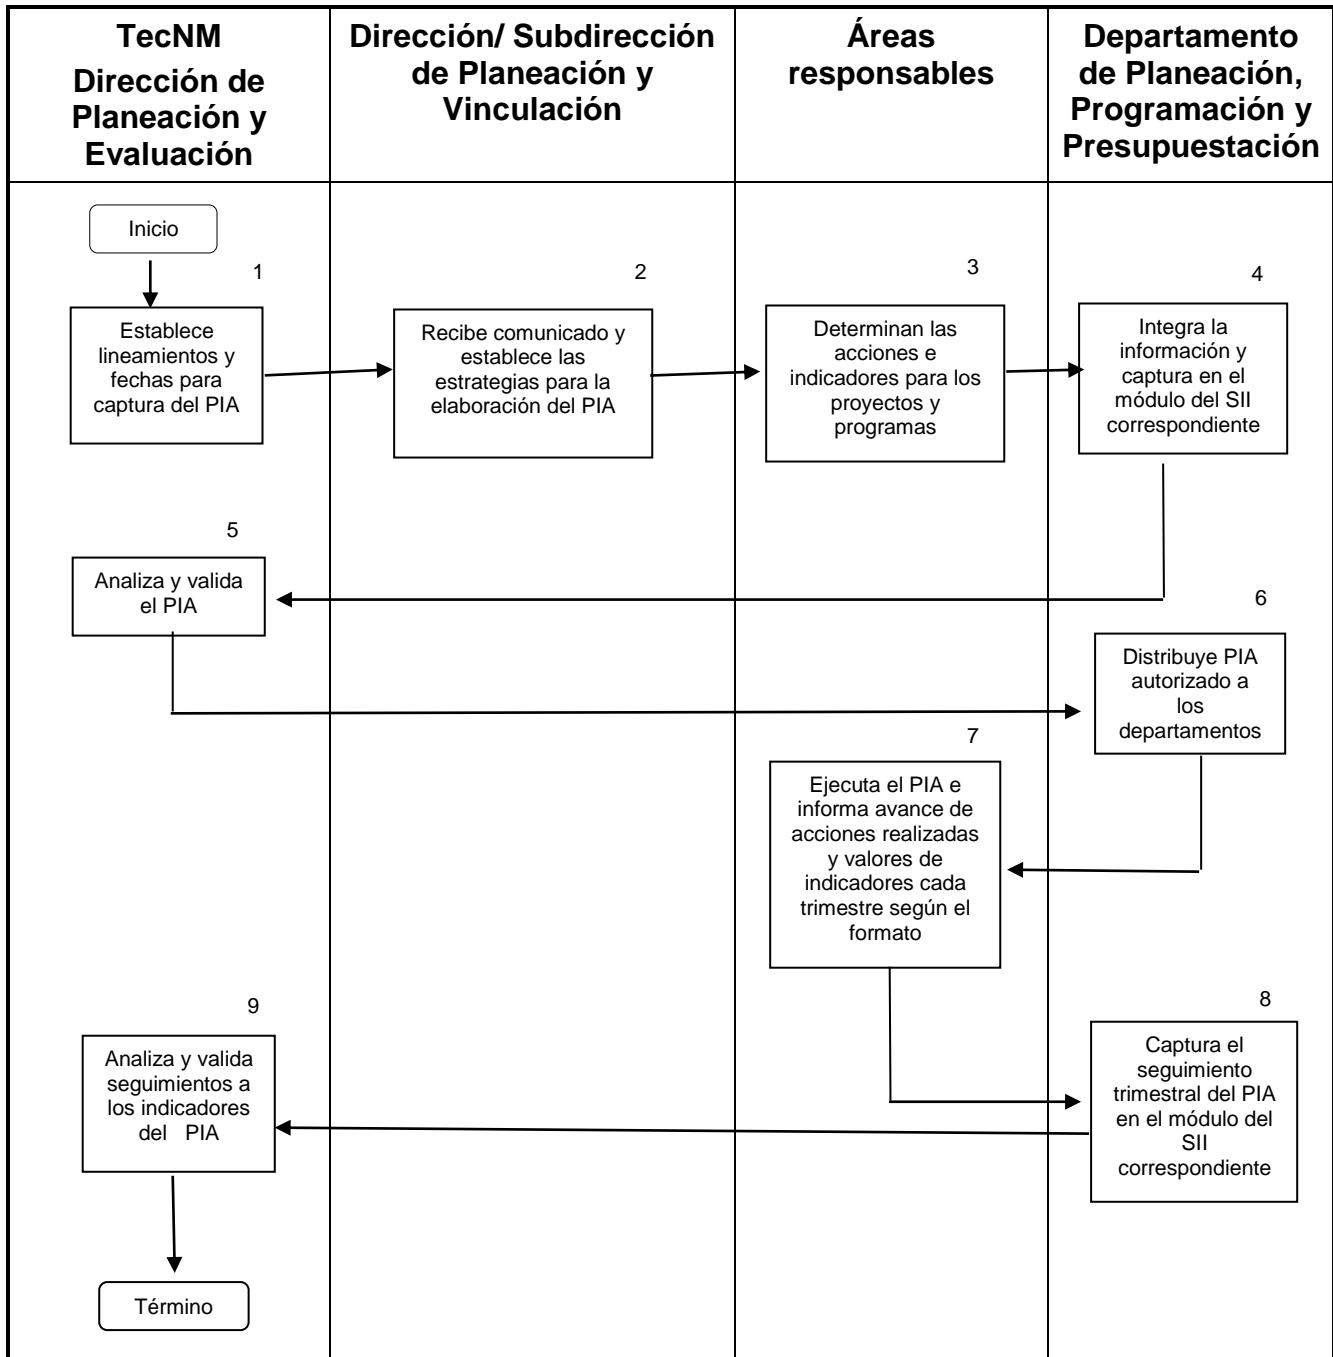 TecNM
Dirección de
Planeación y
Evaluación
Dirección/ Subdirección
de Planeación y
Vinculación
Áreas
responsables
Departamento
de Planeación,
Programación y
Presupuestación
Inicio
1
Establece
lineamientos y
fechas para
captura del PIA
2
Recibe comunicado y
establece las
estrategias para la
elaboración del PIA
3
Determinan las
acciones e
indicadores para los
proyectos y
programas
4
Integra la
información y
captura en el
módulo del SII
correspondiente
5
Analiza y valida
el PIA
6
Distribuye PIA
autorizado a
los
departamentos
7
Ejecuta el PIA e
informa avance de
acciones realizadas
y valores de
indicadores cada
trimestre según el
formato
8
Captura el
seguimiento
trimestral del PIA
en el módulo del
SII
correspondiente
9
Analiza y valida
seguimientos a
los indicadores
del PIA
Término